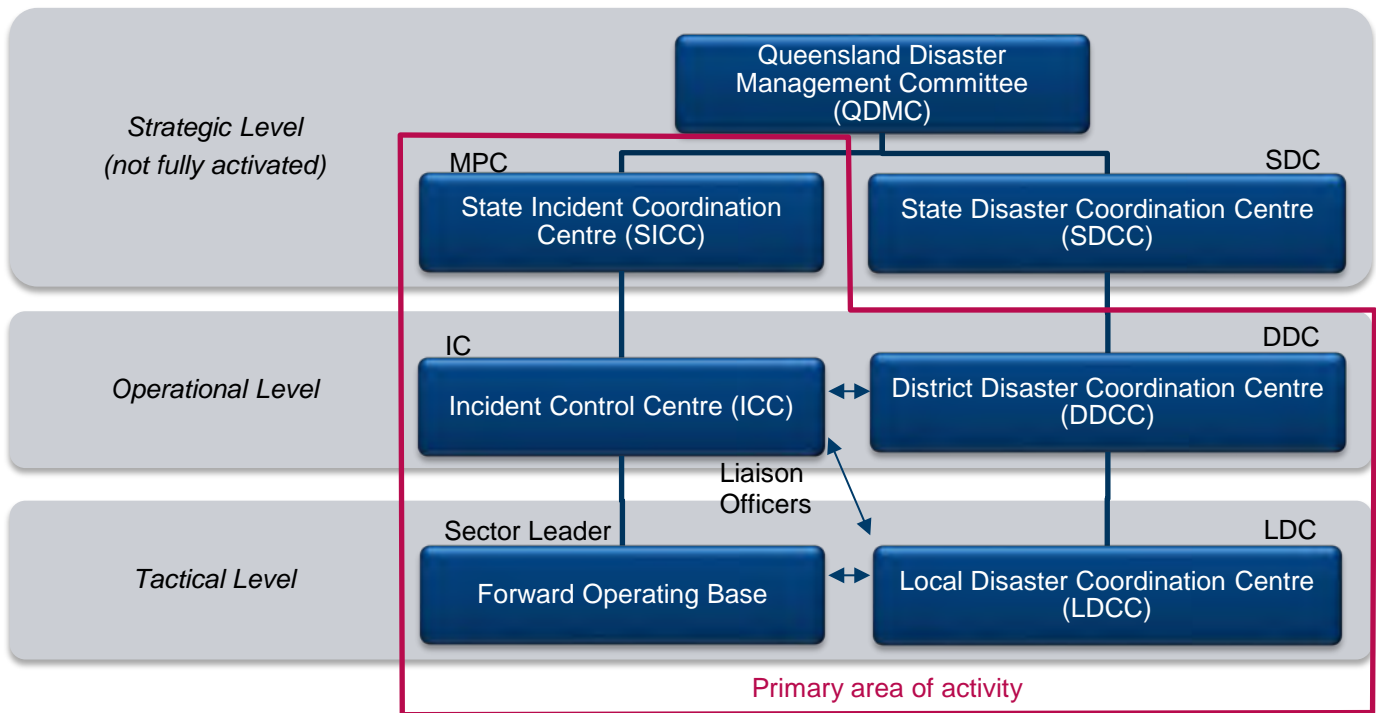 Queensland Disaster
Management Committee
(QDMC)
Strategic Level
(not fully activated)
MPC
SDC
State Incident Coordination
Centre (SICC)
State Disaster Coordination Centre
(SDCC)
IC
DDC
Operational Level
Incident Control Centre (ICC)
District Disaster Coordination Centre
(DDCC)
Liaison
Officers
Sector Leader
LDC
Tactical Level
Forward Operating Base
Local Disaster Coordination Centre
(LDCC)
Primary area of activity